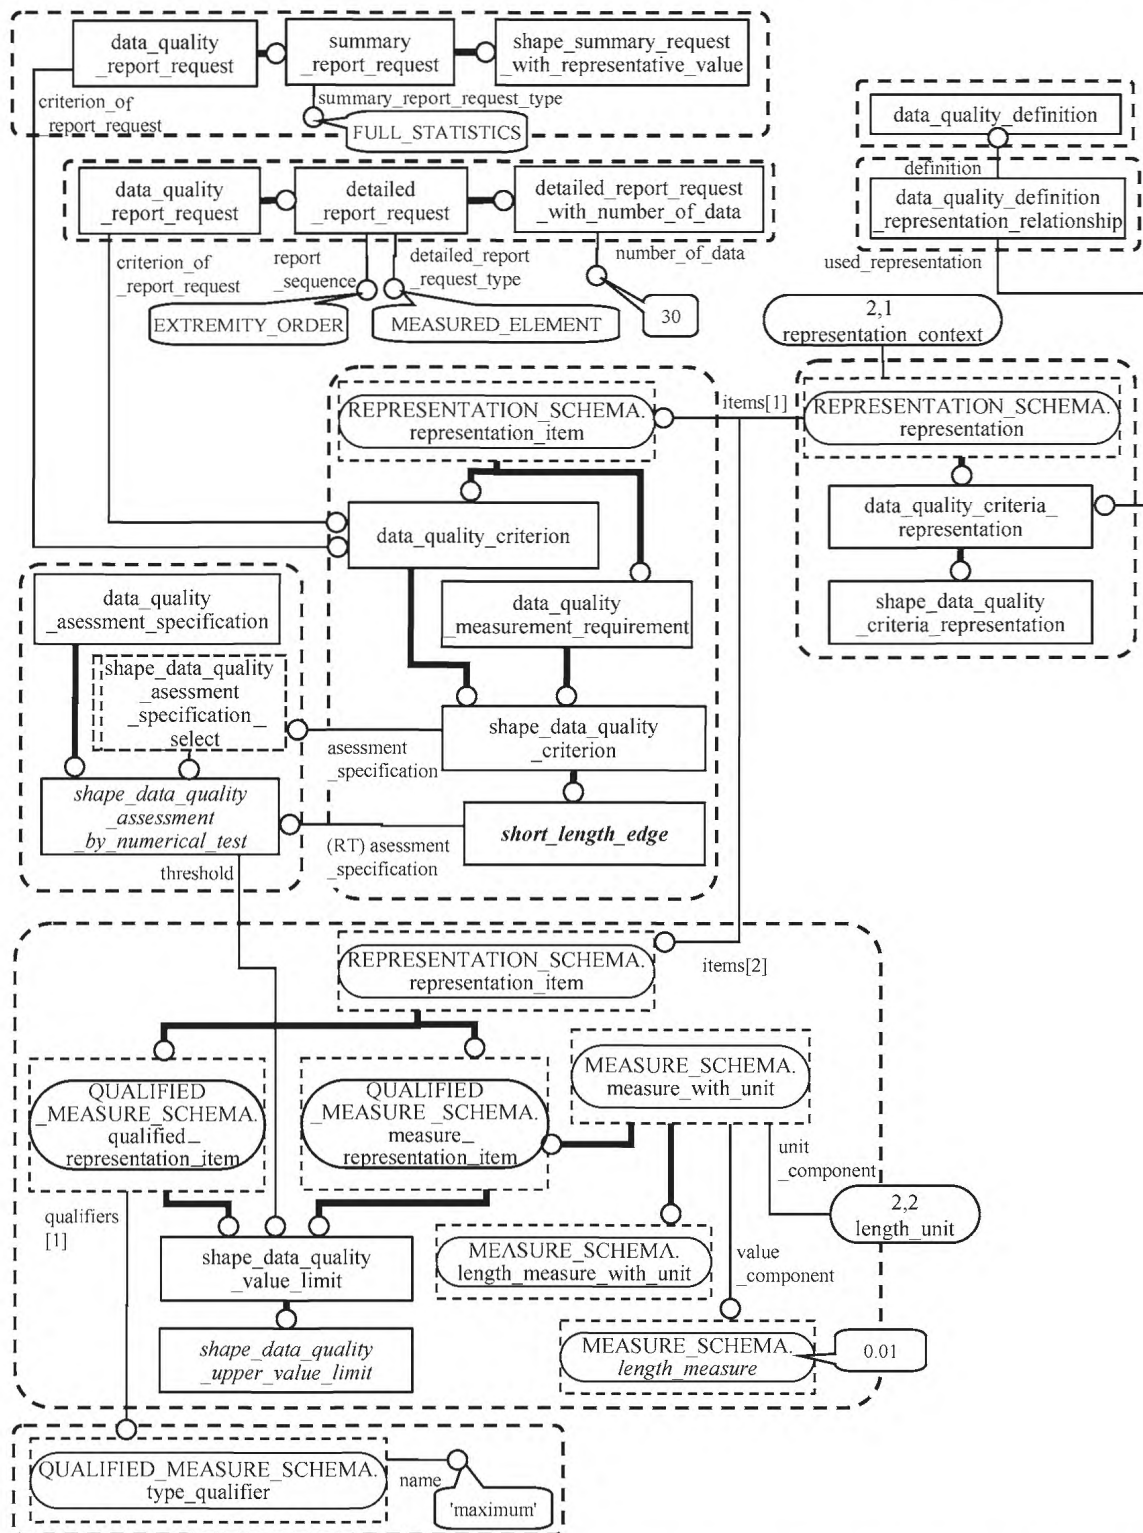 data_quality
_report_request
summary
_report_request
shape_summary_request
_with_representative_value
criterion_of
_report_request
summary_report_request_type
FULL_STATISTICS
data_quality_definition
definition
data_quality_definition
_representation_relationship
used_representation
data_quality
_report_request
detailed
_report_request
detailed_report_request
_with_number_of_data
criterion_of
_report_request
report
_sequence
detailed_report
_request_type
number_of_data
EXTREMITY_ORDER
MEASURED_ELEMENT
30
2,1
representation_context
REPRESENTATION_SCHEMA.
representation_item
items[1]
REPRESENTATION_SCHEMA.
representation
data_quality_criterion
data_quality_criteria_
representation
data_quality
_measurement_requirement
shape_data_quality
_criteria_representation
data_quality
_asessment_specification
shape_data_quality
_asessment
_specification_
select
asessment
_specification
shape_data_quality
_criterion
shape_data_quality
_assessment
_by_numerical_test
(RT) asessment
_specification
short_length_edge
threshold
REPRESENTATION_SCHEMA.
representation_item
items[2]
QUALIFIED
_MEASURE_SCHEMA.
qualified_
representation_item
QUALIFIED
_MEASURE_SCHEMA.
measure_
representation_item
MEASURE_SCHEMA.
measure_with_unit
unit
_component
2,2
length_unit
qualifiers
[1]
shape_data_quality
_value_limit
MEASURE_SCHEMA.
length_measure_with_unit
value
_component
shape_data_quality
_upper_value_limit
MEASURE_SCHEMA.
length_measure
0.01
QUALIFIED_MEASURE_SCHEMA.
type_qualifier
name
'maximum'